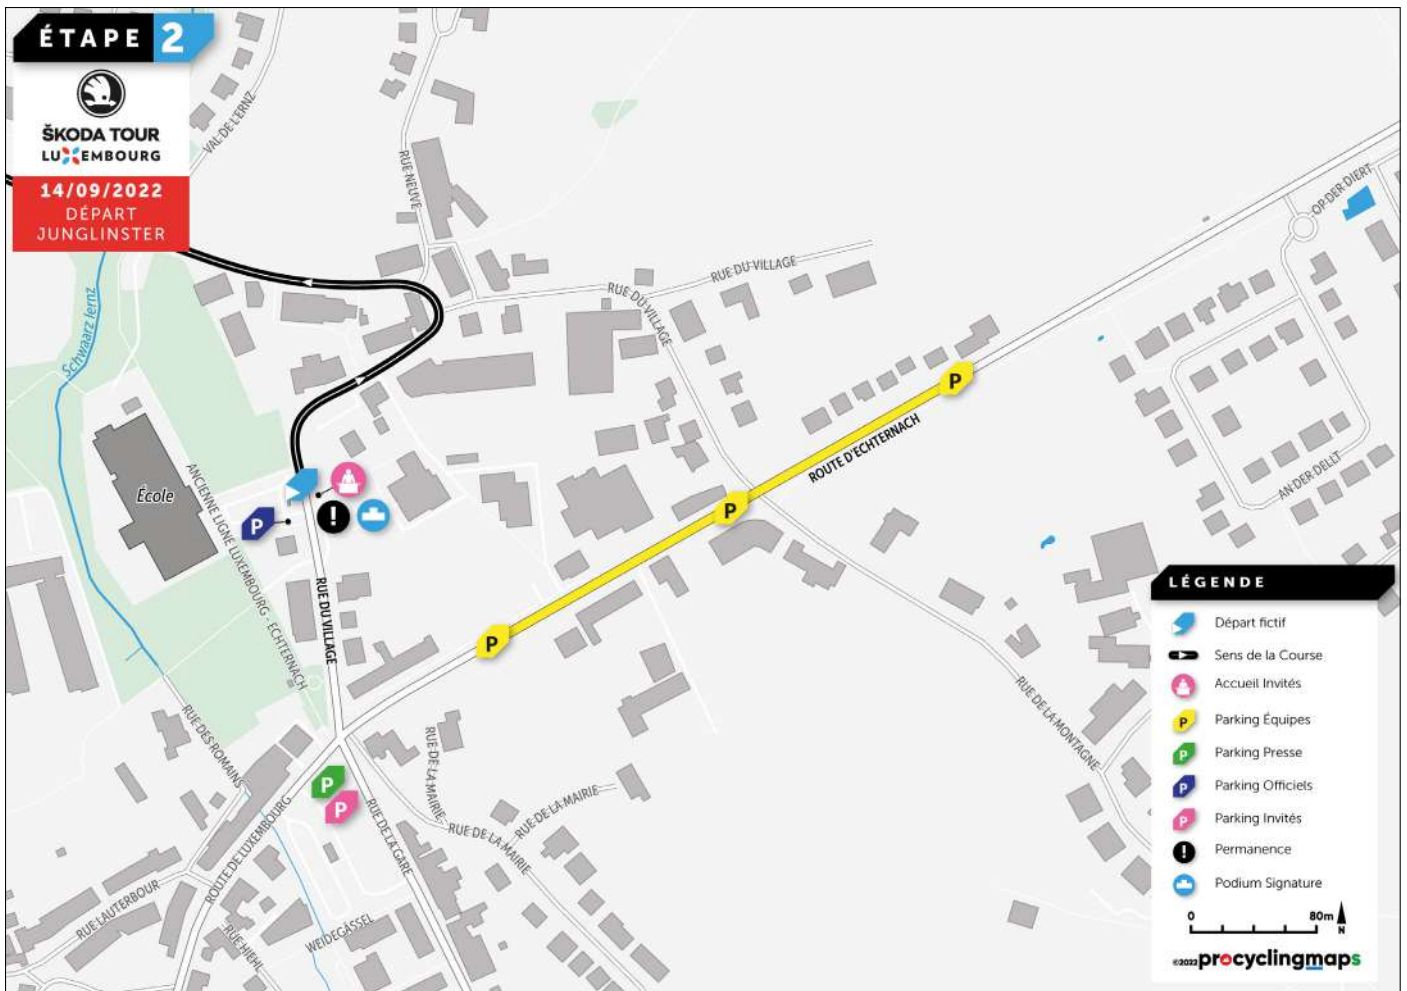 ÉTAPE 2
ŠKODA TOUR
LUXEMBOURG
14/09/2022
DÉPART
JUNGLINSTER
VAL DE L'ERNZ
RUE NEUVE
OP DER DIERT
RUE DU VILLAGE
RUE DU VILLAGE
Schwaarz Iernz
ROUTE D'ECHTERNACH
P
P
P
École
ANCIENNE LIGNE LUXEMBOURG - ECHTERNACH
P
!
AN DER DELLT
RUE DU VILLAGE
RUE DES ROMAINS
RUE DE LA MONTAGNE
P
P
ROUTE DE LUXEMBOURG
RUE DE LA GARE
RUE DE LA MAIRIE
RUE DE LA MAIRIE
RUE DE LA MAIRIE
RUE LAUTERBOUR
RUE HIEHL
WEIDEGÄSSEL
LÉGENDE
Départ fictif
Sens de la Course
Accueil Invités
P Parking Équipes
P Parking Presse
P Parking Officiels
P Parking Invités
! Permanence
Podium Signature
0 80m N
©2022 procyclingmaps